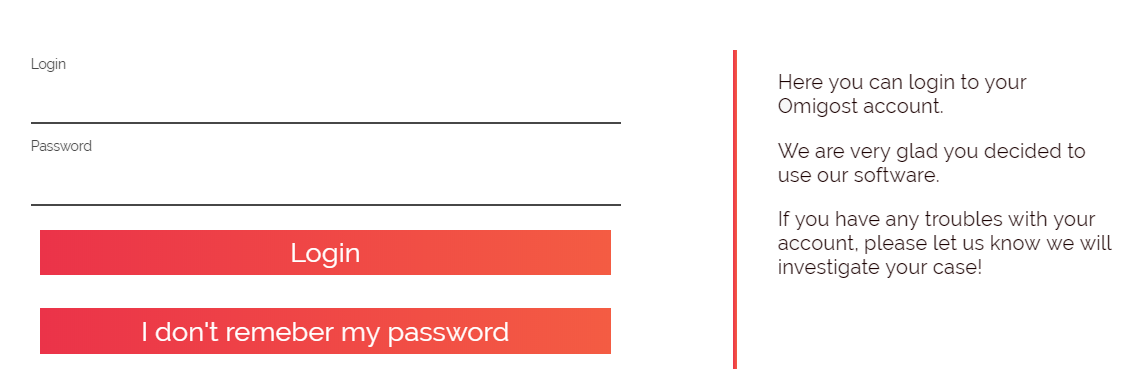 Login
Password
Login
I don't remeber my password
Here you can login to your
Omigost account.
We are very glad you decided to
use our software.
If you have any troubles with your
account, please let us know we will
investigate your case!